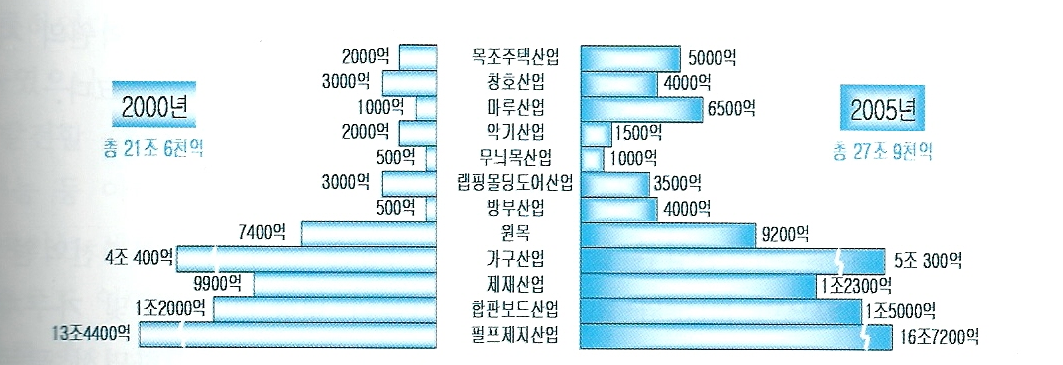 2000억 목조주택산업 5000억
3000억 창호산업 4000억
1000억 마루산업 6500억
2000년 2005년
2000억 악기산업 1500억
총 21조 6천억 총 27조 9천억
500억 무늬목산업 1000억
3000억 랩핑몰딩도어산업 3500억
500억 방부산업 4000억
7400억 원목 9200억
4조 400억 가구산업 5조 300억
9900억 제재산업 1조2300억
1조2000억 합판보드산업 1조5000억
13조4400억 펄프제지산업 16조7200억